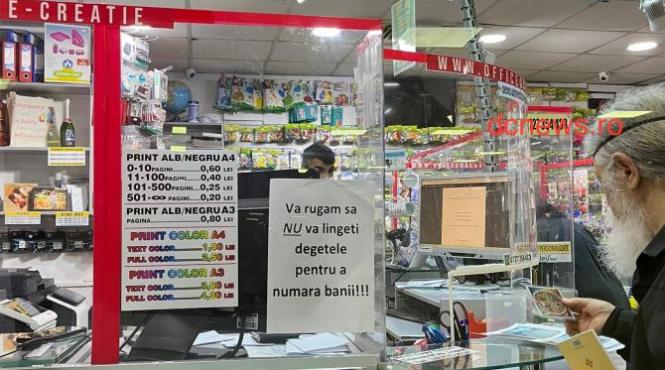 E-CREATIE
WWW.OFFICE
dcnews.ro
PRINT ALB/NEGRU A4
0-10 PAGINI 0,60 LEI
11-100 PAGINI 0,40 LEI
101-500 PAGINI 0,25 LEI
501-∞ PAGINI 0,20 LEI
PRINT ALB/NEGRU A3
PAGINA 0,80 LEI
PRINT COLOR A4
TEXT COLOR
FULL COLOR
PRINT COLOR A3
TEXT COLOR
FULL COLOR
Va rugam sa
NU va lingeti
degetele
pentru a
numara banii!!!
PERSONALIZATE